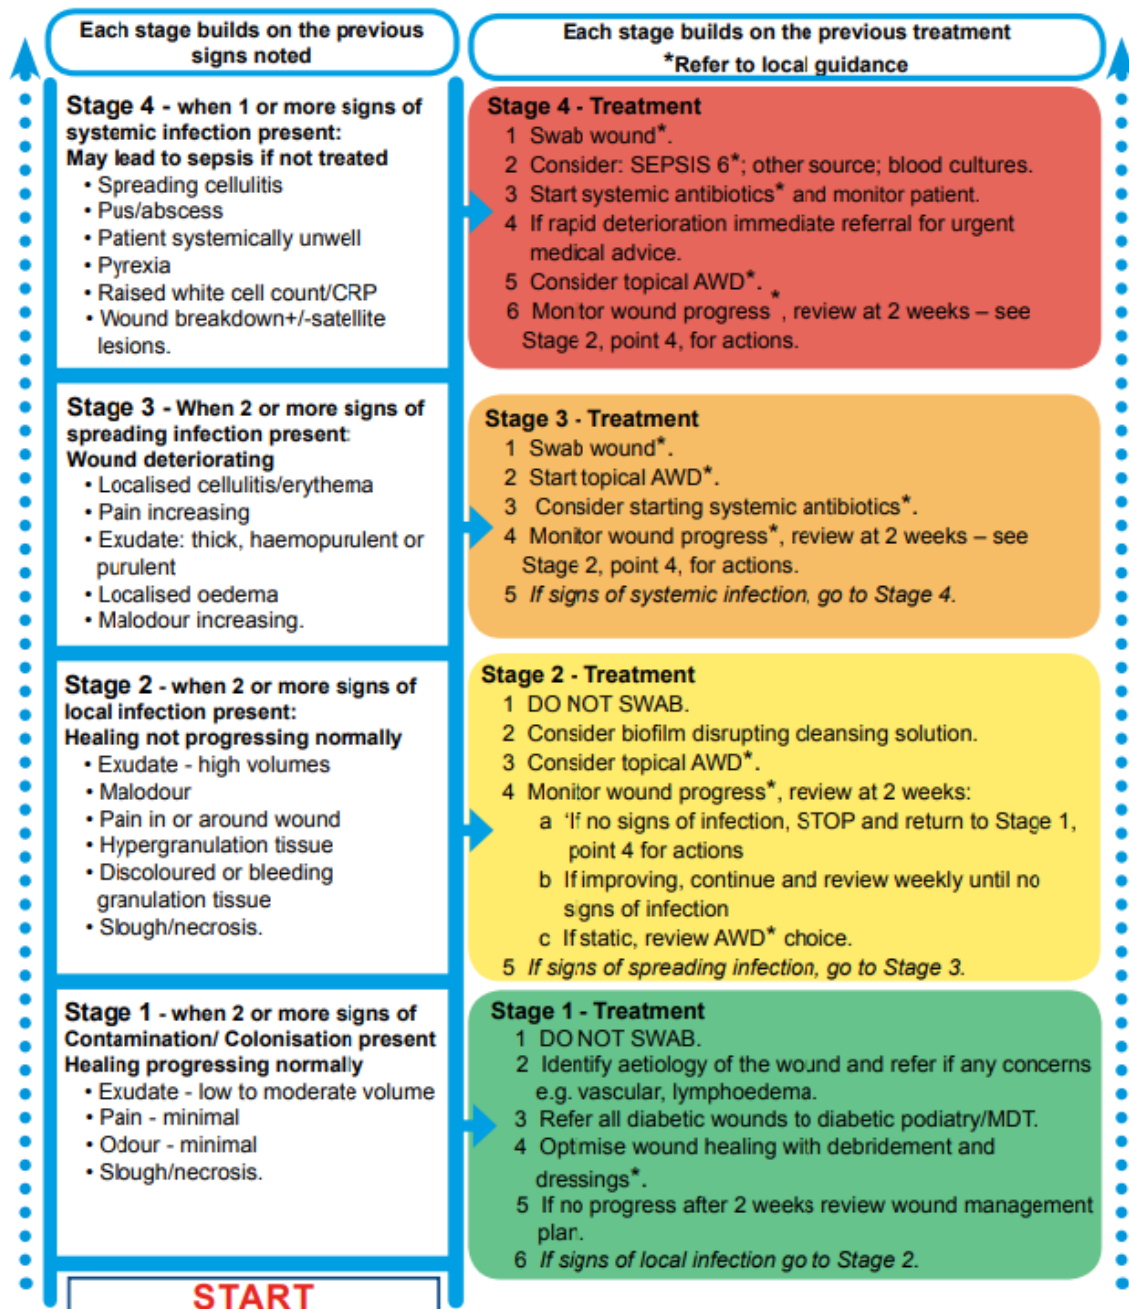 Each stage builds on the previous
signs noted
Each stage builds on the previous treatment
*Refer to local guidance
Stage 4 - when 1 or more signs of
systemic infection present:
May lead to sepsis if not treated
• Spreading cellulitis
• Pus/abscess
• Patient systemically unwell
• Pyrexia
• Raised white cell count/CRP
• Wound breakdown+/-satellite
lesions.
Stage 4 - Treatment
1 Swab wound*.
2 Consider: SEPSIS 6*; other source; blood cultures.
3 Start systemic antibiotics* and monitor patient.
4 If rapid deterioration immediate referral for urgent
medical advice.
5 Consider topical AWD*.
6 Monitor wound progress*, review at 2 weeks – see
Stage 2, point 4, for actions.
Stage 3 - When 2 or more signs of
spreading infection present:
Wound deteriorating
• Localised cellulitis/erythema
• Pain increasing
• Exudate: thick, haemopurulent or
purulent
• Localised oedema
• Malodour increasing.
Stage 3 - Treatment
1 Swab wound*.
2 Start topical AWD*.
3 Consider starting systemic antibiotics*.
4 Monitor wound progress*, review at 2 weeks – see
Stage 2, point 4, for actions.
5 If signs of systemic infection, go to Stage 4.
Stage 2 - when 2 or more signs of
local infection present:
Healing not progressing normally
• Exudate - high volumes
• Malodour
• Pain in or around wound
• Hypergranulation tissue
• Discoloured or bleeding
granulation tissue
• Slough/necrosis.
Stage 2 - Treatment
1 DO NOT SWAB.
2 Consider biofilm disrupting cleansing solution.
3 Consider topical AWD*.
4 Monitor wound progress*, review at 2 weeks:
a 'If no signs of infection, STOP and return to Stage 1,
point 4 for actions
b If improving, continue and review weekly until no
signs of infection
c If static, review AWD* choice.
5 If signs of spreading infection, go to Stage 3.
Stage 1 - when 2 or more signs of
Contamination/ Colonisation present
Healing progressing normally
• Exudate - low to moderate volume
• Pain - minimal
• Odour - minimal
• Slough/necrosis.
Stage 1 - Treatment
1 DO NOT SWAB.
2 Identify aetiology of the wound and refer if any concerns
e.g. vascular, lymphoedema.
3 Refer all diabetic wounds to diabetic podiatry/MDT.
4 Optimise wound healing with debridement and
dressings*.
5 If no progress after 2 weeks review wound management
plan.
6 If signs of local infection go to Stage 2.
START